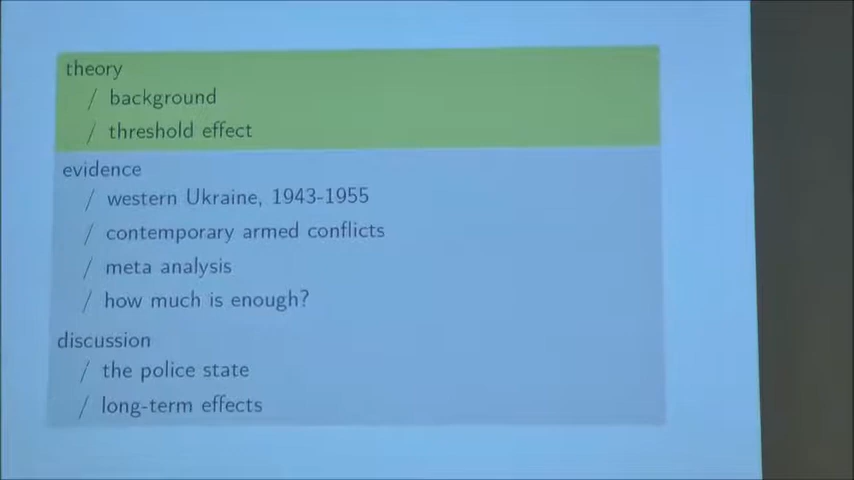 theory
/ background
/ threshold effect
evidence
/ western Ukraine, 1943-1955
/ contemporary armed conflicts
/ meta analysis
/ how much is enough?
discussion
/ the police state
/ long-term effects